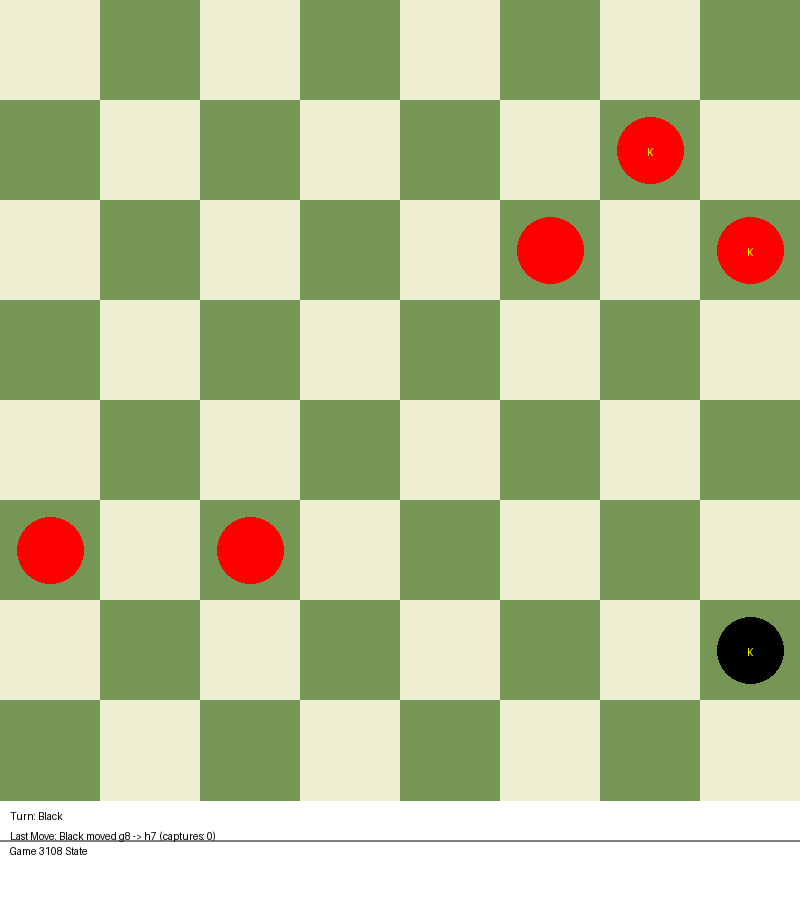 K
K
K
Turn: Black
Last Move: Black moved g8 -> h7 (captures: 0)
Game 3108 State